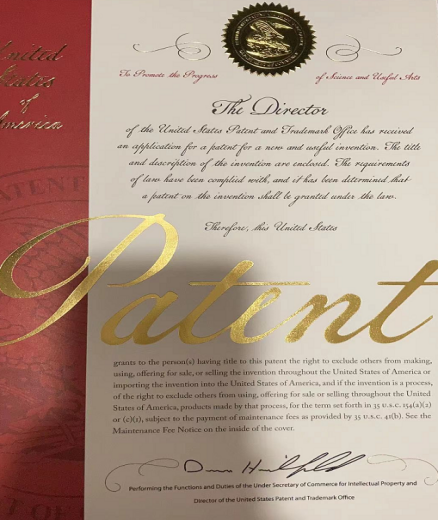 United
States
of
America
To Promote the Progress
of Science and Useful Arts
The Director
of the United States Patent and Trademark Office has received
an application for a patent for a new and useful invention. The title
and description of the invention are enclosed. The requirements
of law have been complied with, and it has been determined that
a patent on the invention shall be granted under the law.
Therefore, this United States
Patent
grants to the person(s) having title to this patent the right to exclude others from making,
using, offering for sale, or selling the invention throughout the United States of America or
importing the invention into the United States of America, and if the invention is a process,
of the right to exclude others from using, offering for sale or selling throughout the United
States of America, products made by that process, for the term set forth in 35 U.S.C. 154(a)(2)
or (c)(1), subject to the payment of maintenance fees as provided by 35 U.S.C. 41(b). See the
Maintenance Fee Notice on the inside of the cover.
Performing the Functions and Duties of the Under Secretary of Commerce for Intellectual Property and
Director of the United States Patent and Trademark Office